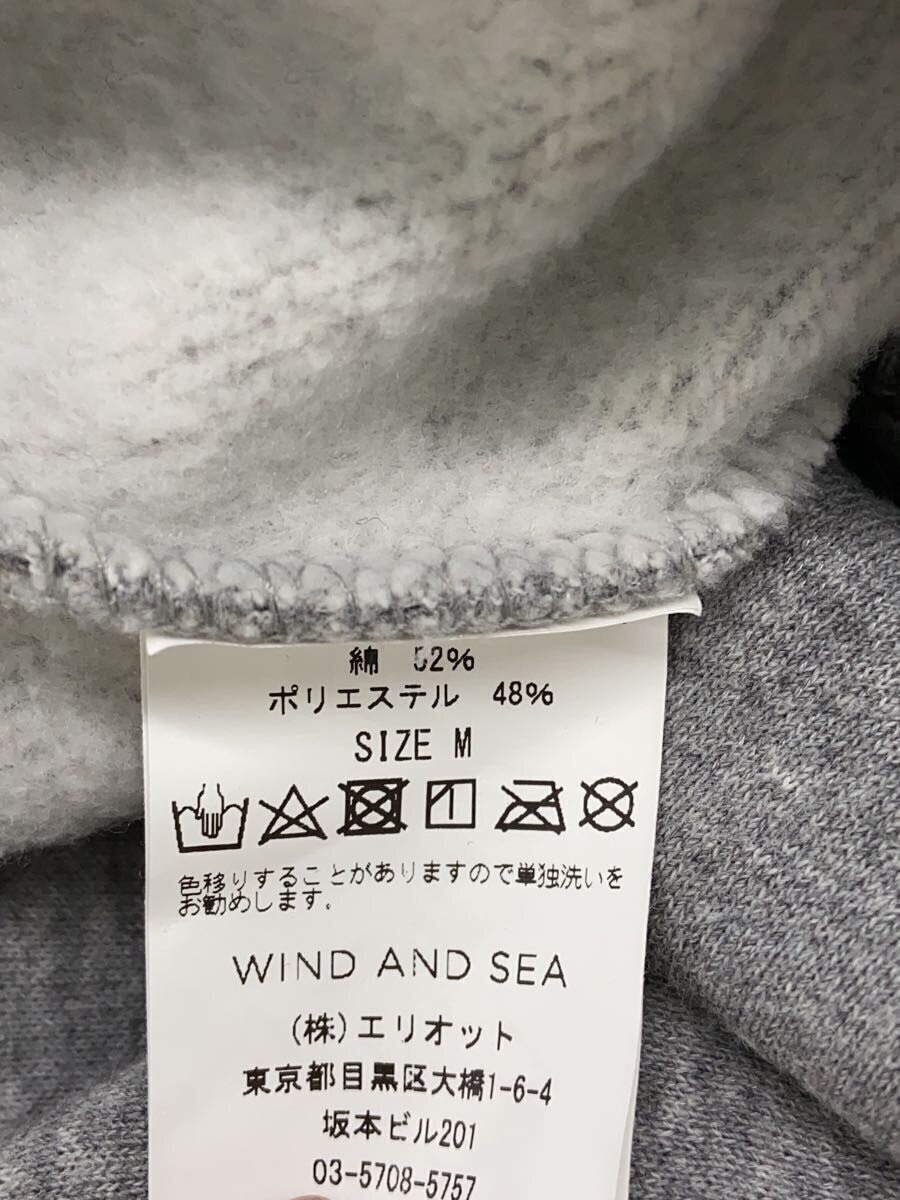 綿 52%
ポリエステル 48%
SIZE M
色移りすることがありますので単独洗いを
お勧めします。
WIND AND SEA
(株)エリオット
東京都目黒区大橋1-6-4
坂本ビル201
03-5708-5757